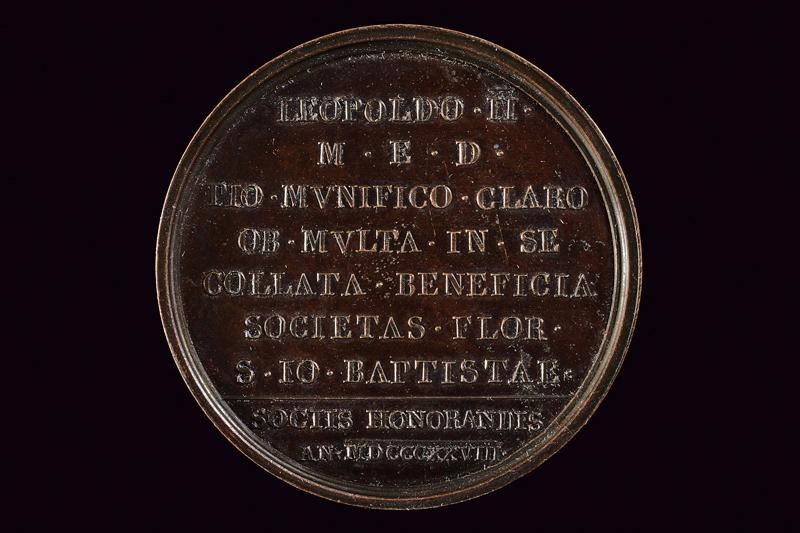 LEOPOLDO · II ·
M · E · D ·
PIO · MVNIFICO · CLARO
OB · MVLTA · IN · SE
COLLATA · BENEFICIA
SOCIETAS · FLOR ·
S · IO · BAPTISTAE ·
SOCIIS HONORANDIS
AN · MDCCCXXVIII ·